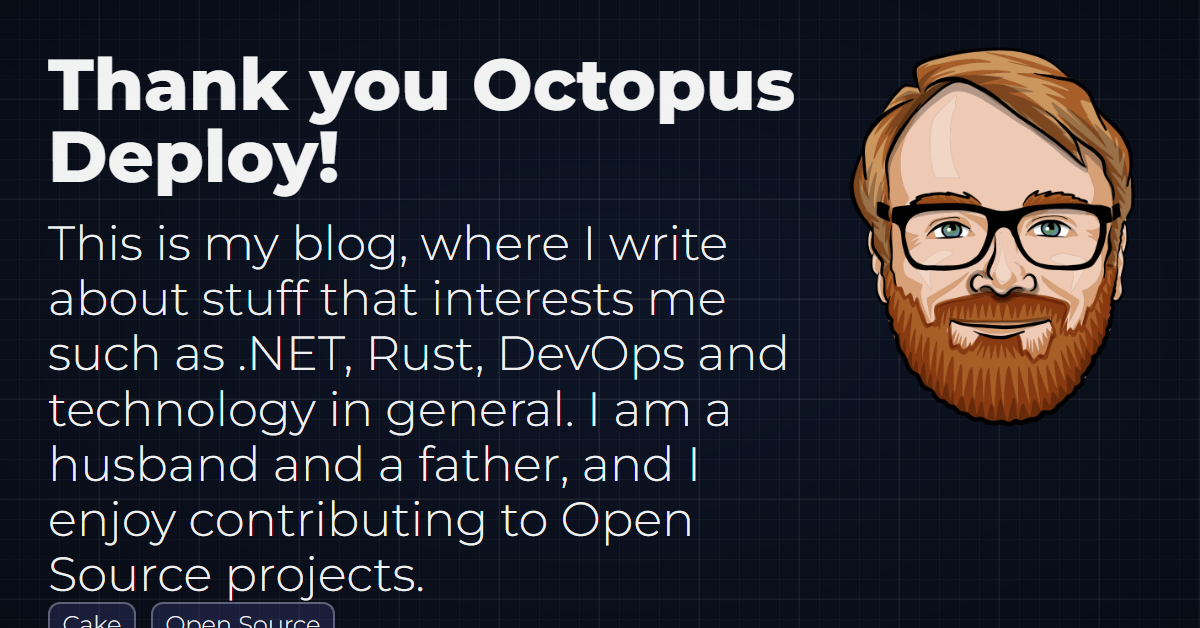 Thank you Octopus
Deploy!
This is my blog, where I write
about stuff that interests me
such as .NET, Rust, DevOps and
technology in general. I am a
husband and a father, and I
enjoy contributing to Open
Source projects.
Cake
Open Source